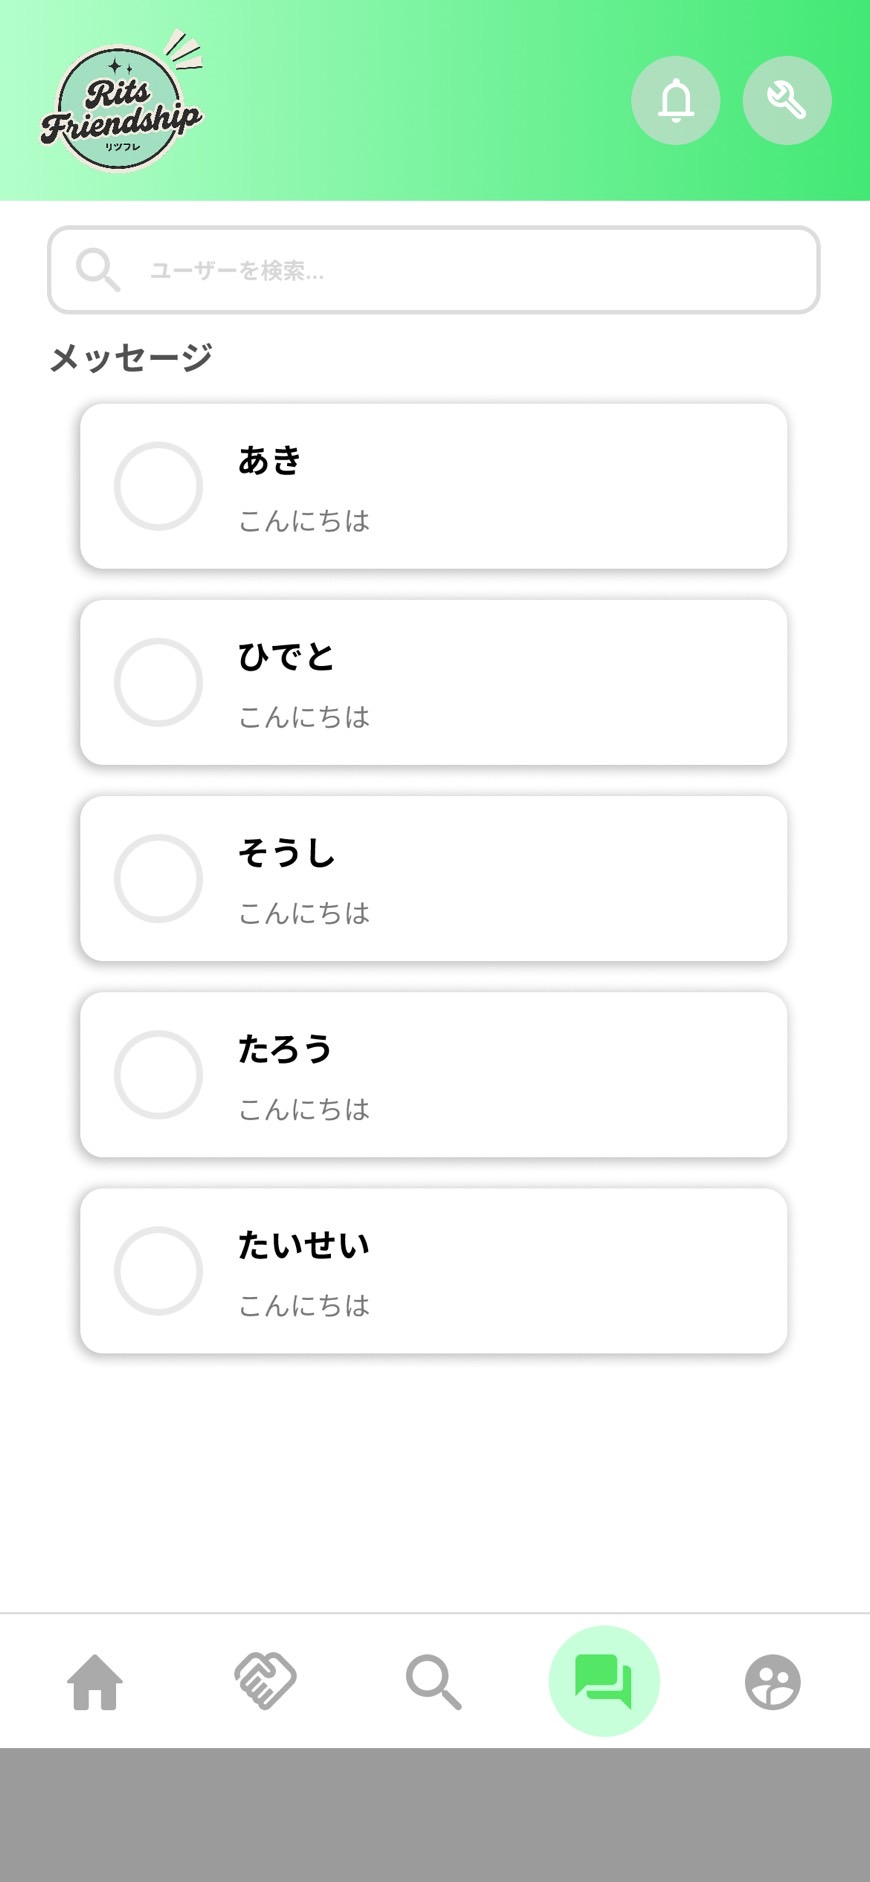 Rits
Friendship
リツフレ
ユーザーを検索...
メッセージ
あき
こんにちは
ひでと
こんにちは
そうし
こんにちは
たろう
こんにちは
たいせい
こんにちは